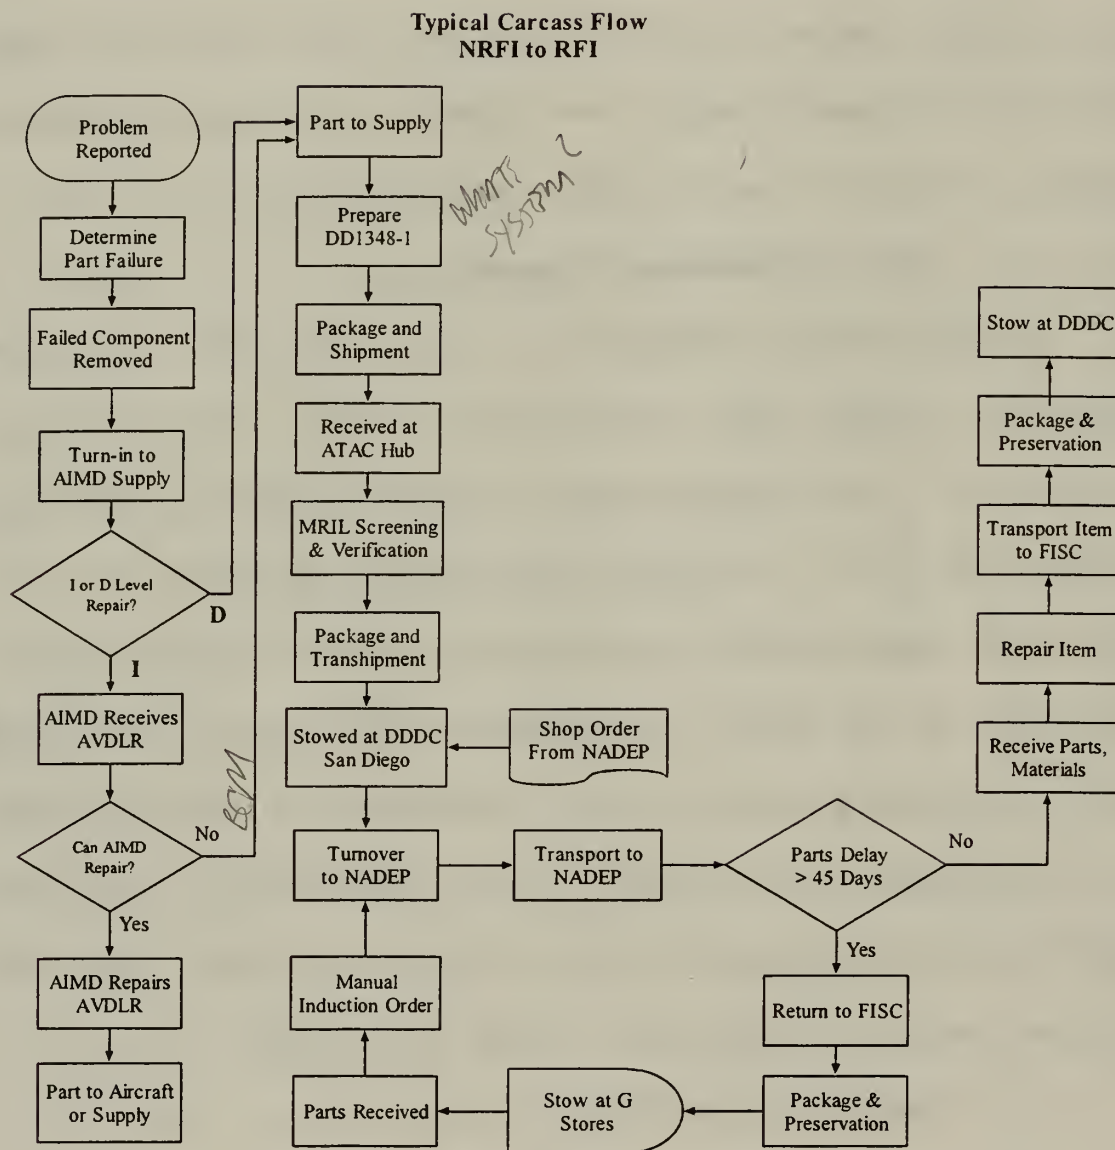 Typical Carcass Flow
NRFI to RFI
Problem
Reported
Determine
Part Failure
Failed Component
Removed
Turn-in to
AIMD Supply
I or D Level
Repair?
D
I
AIMD Receives
AVDLR
Can AIMD
Repair?
No
BCM
Yes
AIMD Repairs
AVDLR
Part to Aircraft
or Supply
Part to Supply
Prepare
DD1348-1
SYSTEM
Package and
Shipment
Received at
ATAC Hub
MRIL Screening
& Verification
Package and
Transhipment
Stowed at DDDC
San Diego
Shop Order
From NADEP
Turnover
to NADEP
Transport to
NADEP
Parts Delay
> 45 Days
No
Yes
Receive Parts,
Materials
Repair Item
Transport Item
to FISC
Package &
Preservation
Stow at DDDC
Return to FISC
Package &
Preservation
Stow at G
Stores
Parts Received
Manual
Induction Order